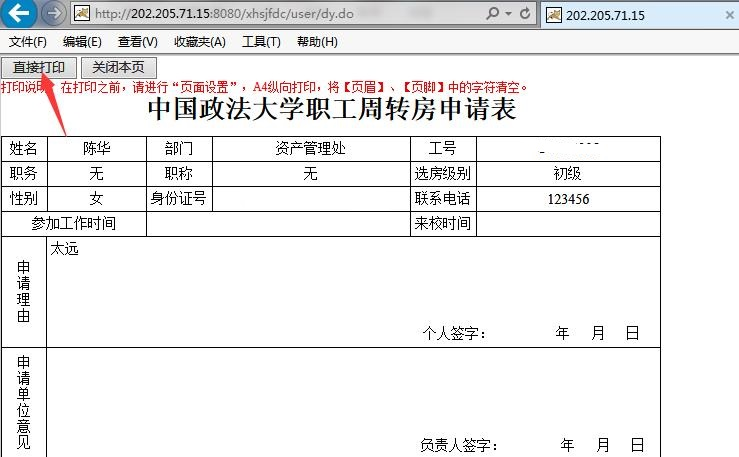 http://202.205.71.15:8080/xhsjfdc/user/dy.do
202.205.71.15
文件(F) 编辑(E) 查看(V) 收藏夹(A) 工具(T) 帮助(H)
直接打印 关闭本页
打印说明：在打印之前，请进行“页面设置”，A4纵向打印，将【页眉】、【页脚】中的字符清空。
中国政法大学职工周转房申请表
姓名 陈华 部门 资产管理处 工号
职务 无 职称 无 选房级别 初级
性别 女 身份证号 联系电话 123456
参加工作时间 来校时间
申请理由 太远
个人签字： 年 月 日
申请单位意见
负责人签字： 年 月 日